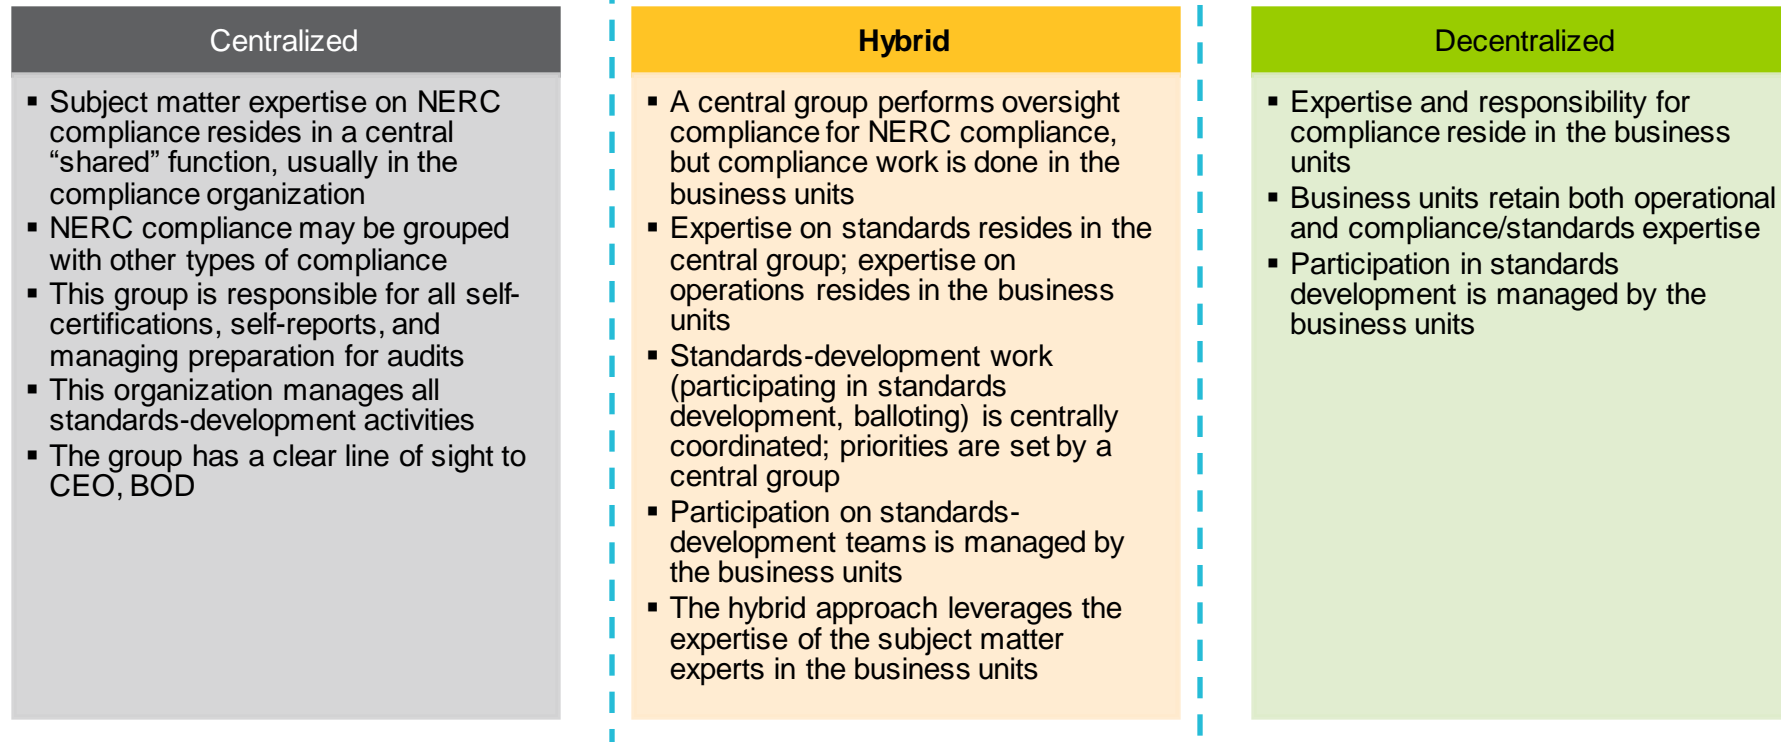 Centralized
▪ Subject matter expertise on NERC
compliance resides in a central
“shared” function, usually in the
compliance organization
▪ NERC compliance may be grouped
with other types of compliance
▪ This group is responsible for all self-
certifications, self-reports, and
managing preparation for audits
▪ This organization manages all
standards-development activities
▪ The group has a clear line of sight to
CEO, BOD
Hybrid
▪ A central group performs oversight
compliance for NERC compliance,
but compliance work is done in the
business units
▪ Expertise on standards resides in the
central group; expertise on
operations resides in the business
units
▪ Standards-development work
(participating in standards
development, balloting) is centrally
coordinated; priorities are set by a
central group
▪ Participation on standards-
development teams is managed by
the business units
▪ The hybrid approach leverages the
expertise of the subject matter
experts in the business units
Decentralized
▪ Expertise and responsibility for
compliance reside in the business
units
▪ Business units retain both operational
and compliance/standards expertise
▪ Participation in standards
development is managed by the
business units